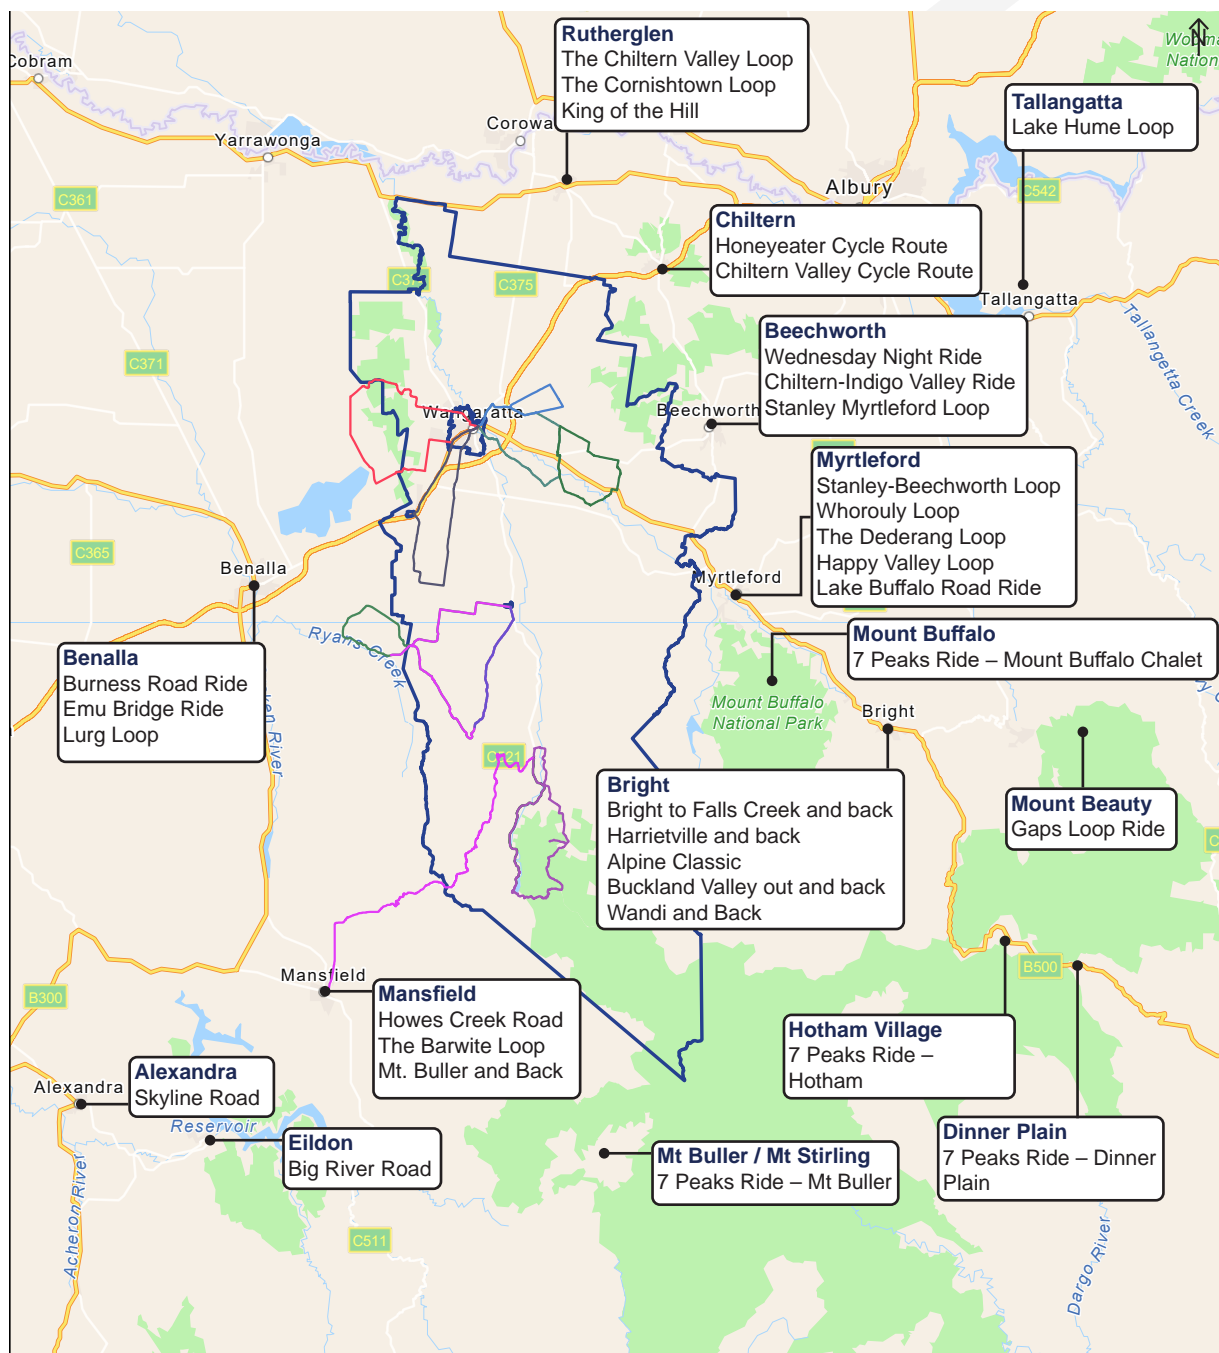 N
Cobram
Rutherglen
The Chiltern Valley Loop
The Cornishtown Loop
King of the Hill
Corowa
Yarrawonga
Tallangatta
Lake Hume Loop
C361
Albury
C542
Chiltern
Honeyeater Cycle Route
Chiltern Valley Cycle Route
C375
Tallangatta
Tallangetta Creek
Beechworth
Wednesday Night Ride
Chiltern-Indigo Valley Ride
Stanley Myrtleford Loop
C371
Wangaratta
Beechworth
Myrtleford
Stanley-Beechworth Loop
Whorouly Loop
The Dederang Loop
Happy Valley Loop
Lake Buffalo Road Ride
C365
Benalla
Myrtleford
Ryans Creek
Mount Buffalo
7 Peaks Ride – Mount Buffalo Chalet
Benalla
Burness Road Ride
Emu Bridge Ride
Lurg Loop
River
Mount Buffalo
National Park
Bright
Bright
Bright to Falls Creek and back
Harrietville and back
Alpine Classic
Buckland Valley out and back
Wandi and Back
Mount Beauty
Gaps Loop Ride
B500
Mansfield
B300
Mansfield
Howes Creek Road
The Barwite Loop
Mt. Buller and Back
Hotham Village
7 Peaks Ride –
Hotham
Alexandra
Alexandra
Skyline Road
Reservoir
Eildon
Big River Road
Mt Buller / Mt Stirling
7 Peaks Ride – Mt Buller
Dinner Plain
7 Peaks Ride – Dinner
Plain
Acheron River
C511
Dargo River